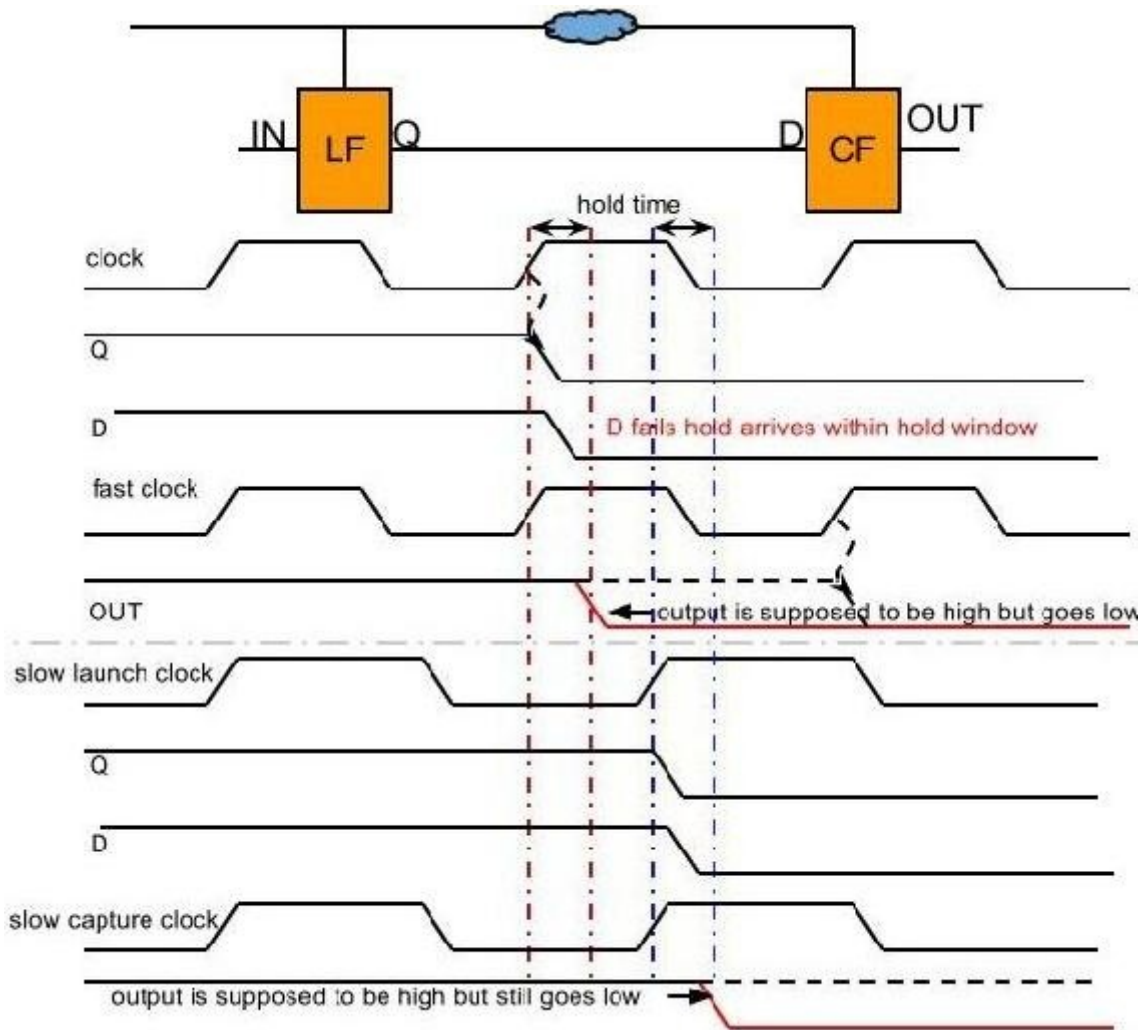 IN LF Q D CF OUT
hold time
clock
Q
D D fails hold arrives within hold window
fast clock
OUT output is supposed to be high but goes low
slow launch clock
Q
D
slow capture clock
output is supposed to be high but still goes low